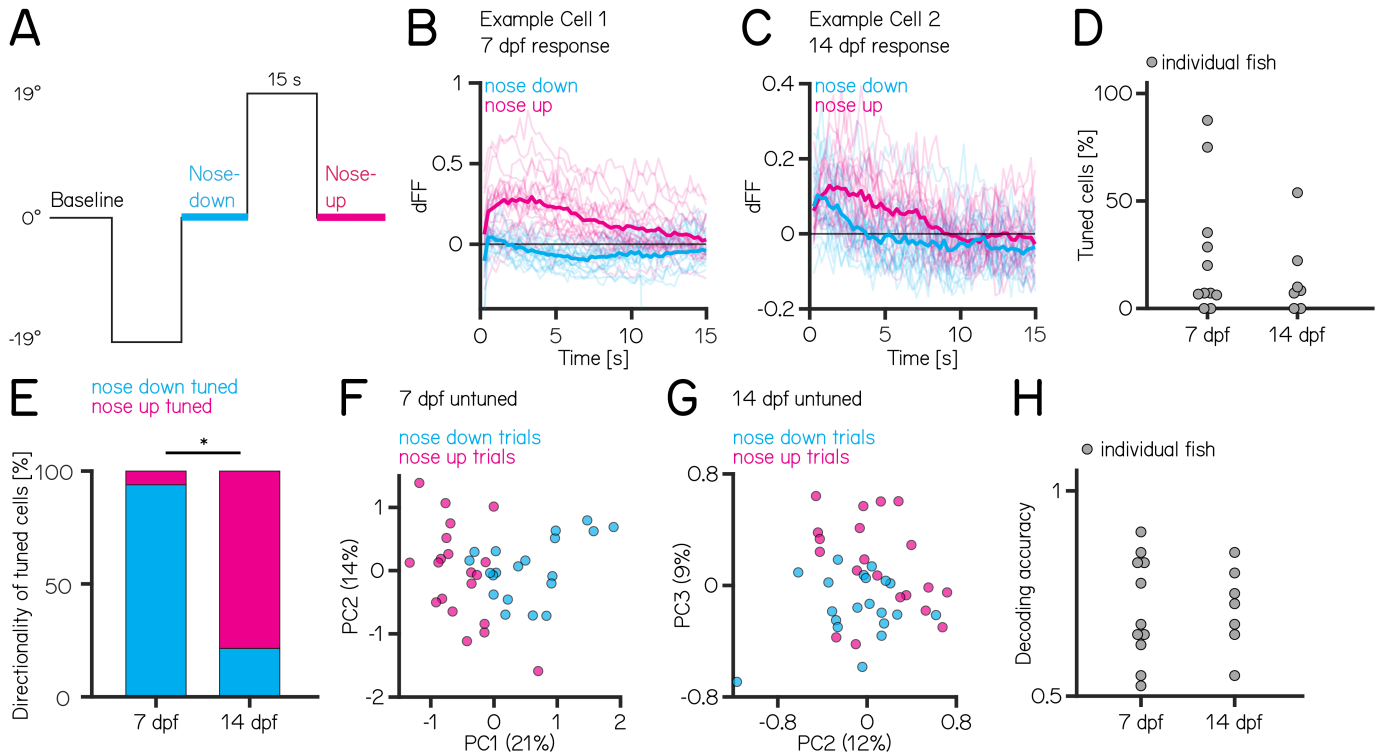 A
19°
15 s
Baseline
Nose-
down
Nose-
up
0°
-19°
B
Example Cell 1
7 dpf response
nose down
nose up
1
0.5
0
dFF
0
5
10
15
Time [s]
C
Example Cell 2
14 dpf response
nose down
nose up
0.4
0.2
0
-0.2
dFF
0
5
10
15
Time [s]
D
individual fish
100
50
0
Tuned cells [%]
7 dpf
14 dpf
E
nose down tuned
nose up tuned
*
100
50
0
Directionality of tuned cells [%]
7 dpf
14 dpf
F
7 dpf untuned
nose down trials
nose up trials
1
0
-1
-2
PC2 (14%)
-1
0
1
2
PC1 (21%)
G
14 dpf untuned
nose down trials
nose up trials
0.8
0
-0.8
PC3 (9%)
-0.8
0
0.8
PC2 (12%)
H
individual fish
1
0.5
Decoding accuracy
7 dpf
14 dpf